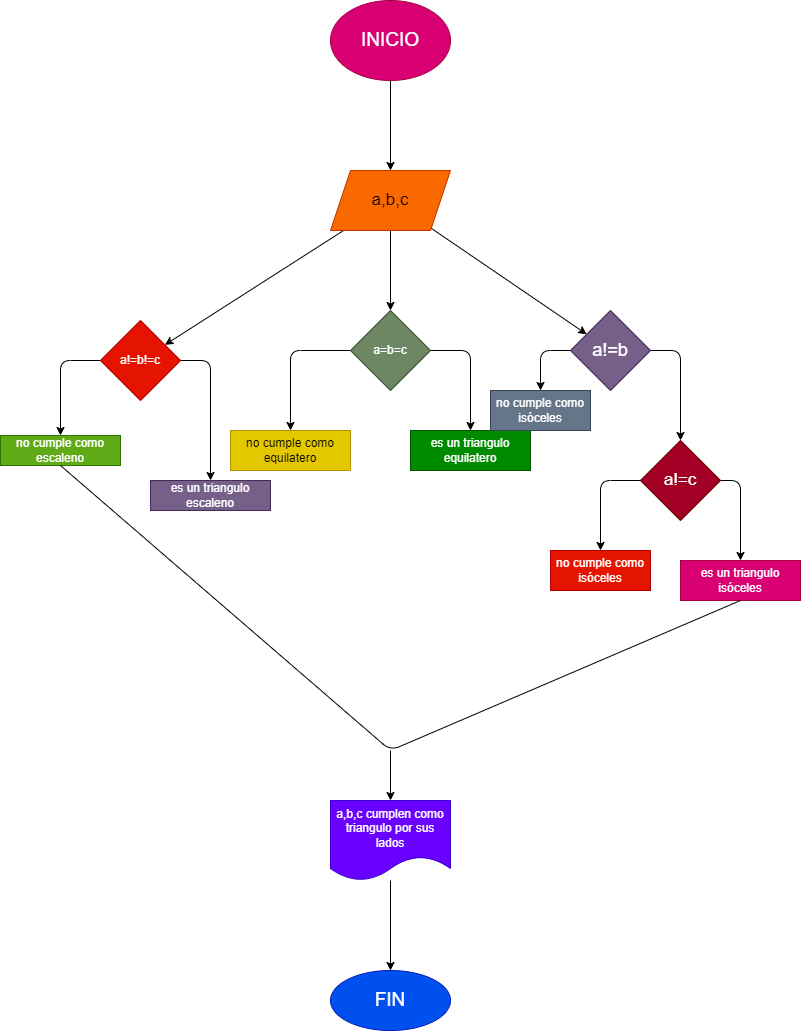 INICIO
a,b,c
a!=b!=c
a=b=c
a!=b
no cumple como
isóceles
no cumple como
escaleno
no cumple como
equilatero
es un triangulo
equilatero
a!=c
es un triangulo
escaleno
no cumple como
isóceles
es un triangulo
isóceles
a,b,c cumplen como
triangulo por sus
lados
FIN